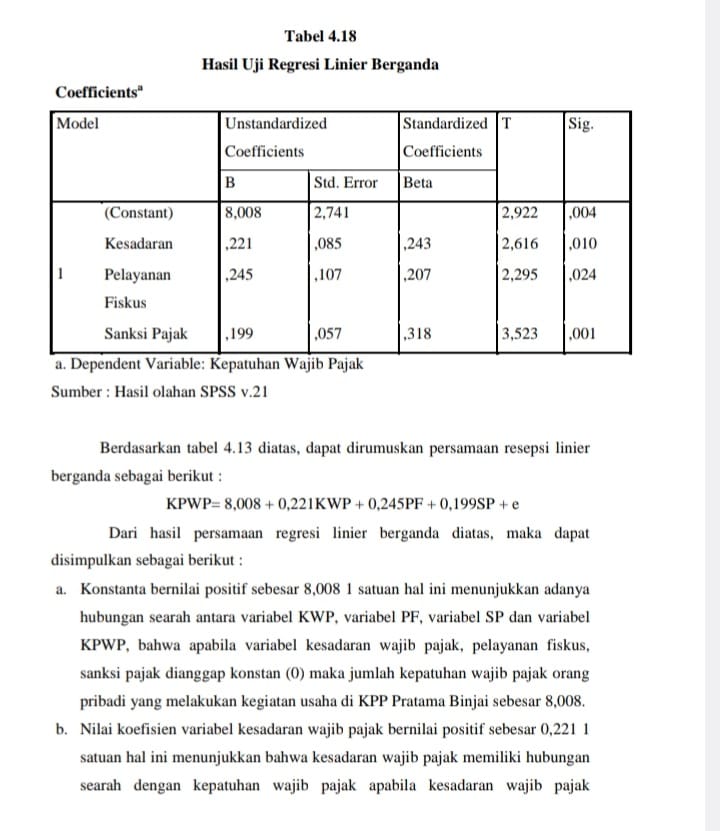 Tabel 4.18
Hasil Uji Regresi Linier Berganda
Coefficientsᵃ
Model Unstandardized Coefficients Standardized Coefficients T Sig.
B Std. Error Beta
(Constant) 8,008 2,741 2,922 ,004
Kesadaran ,221 ,085 ,243 2,616 ,010
1 Pelayanan Fiskus ,245 ,107 ,207 2,295 ,024
Sanksi Pajak ,199 ,057 ,318 3,523 ,001
a. Dependent Variable: Kepatuhan Wajib Pajak
Sumber : Hasil olahan SPSS v.21
Berdasarkan tabel 4.13 diatas, dapat dirumuskan persamaan resepsi linier
berganda sebagai berikut :
KPWP= 8,008 + 0,221KWP + 0,245PF + 0,199SP + e
Dari hasil persamaan regresi linier berganda diatas, maka dapat
disimpulkan sebagai berikut :
a. Konstanta bernilai positif sebesar 8,008 1 satuan hal ini menunjukkan adanya
hubungan searah antara variabel KWP, variabel PF, variabel SP dan variabel
KPWP, bahwa apabila variabel kesadaran wajib pajak, pelayanan fiskus,
sanksi pajak dianggap konstan (0) maka jumlah kepatuhan wajib pajak orang
pribadi yang melakukan kegiatan usaha di KPP Pratama Binjai sebesar 8,008.
b. Nilai koefisien variabel kesadaran wajib pajak bernilai positif sebesar 0,221 1
satuan hal ini menunjukkan bahwa kesadaran wajib pajak memiliki hubungan
searah dengan kepatuhan wajib pajak apabila kesadaran wajib pajak